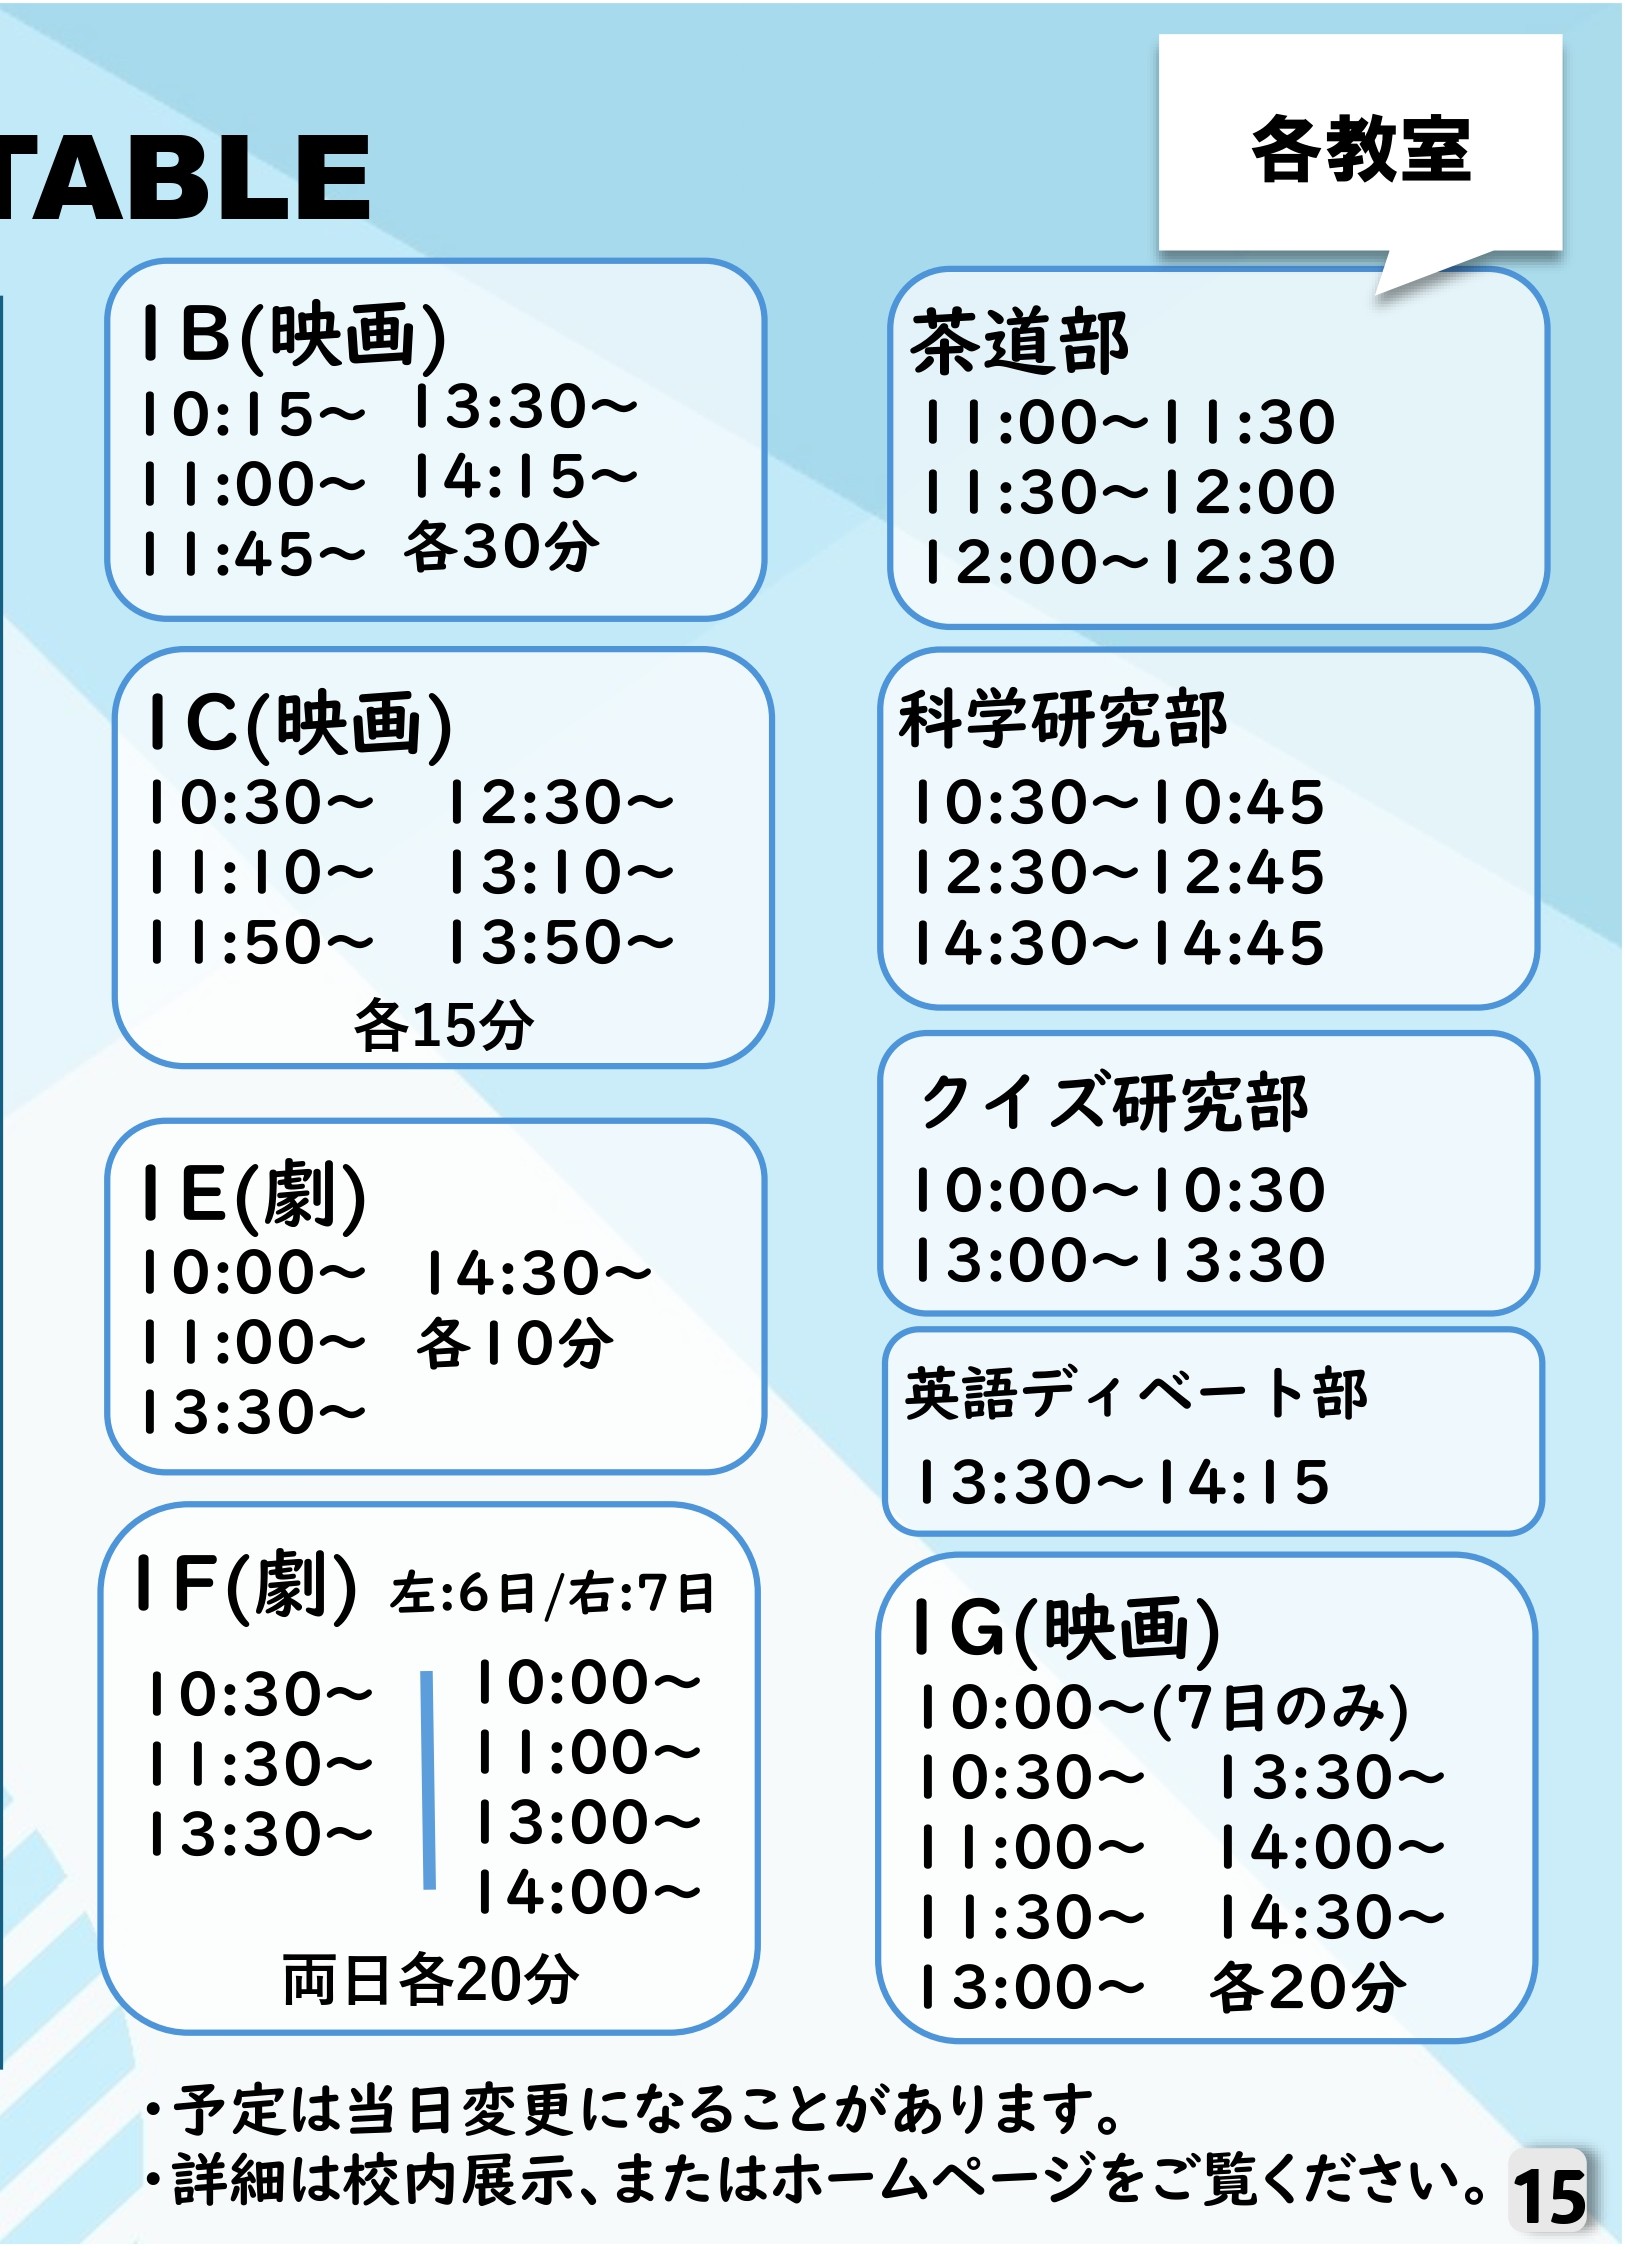 TABLE
各教室
1B(映画)
10:15～ 13:30～
11:00～ 14:15～
11:45～ 各30分
1C(映画)
10:30～ 12:30～
11:10～ 13:10～
11:50～ 13:50～
各15分
1E(劇)
10:00～ 14:30～
11:00～ 各10分
13:30～
1F(劇) 左:6日/右:7日
10:30～ 10:00～
11:30～ 11:00～
13:30～ 13:00～
14:00～
両日各20分
茶道部
11:00～11:30
11:30～12:00
12:00～12:30
科学研究部
10:30～10:45
12:30～12:45
14:30～14:45
クイズ研究部
10:00～10:30
13:00～13:30
英語ディベート部
13:30～14:15
1G(映画)
10:00～(7日のみ)
10:30～ 13:30～
11:00～ 14:00～
11:30～ 14:30～
13:00～ 各20分
・予定は当日変更になることがあります。
・詳細は校内展示、またはホームページをご覧ください。
15